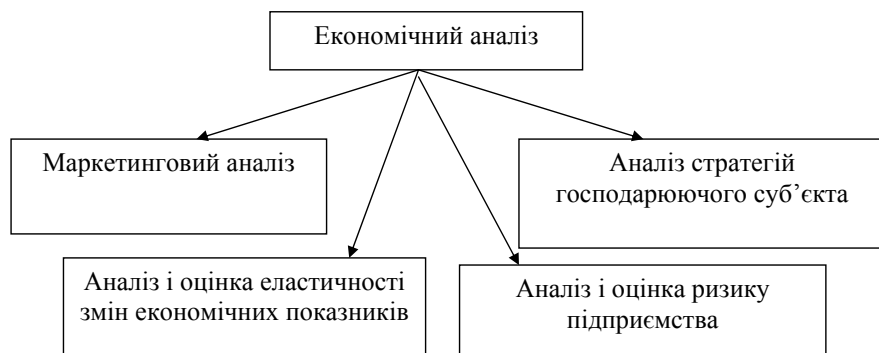 Економічний аналіз
Маркетинговий аналіз
Аналіз стратегій
господарюючого суб’єкта
Аналіз і оцінка еластичності
змін економічних показників
Аналіз і оцінка ризику
підприємства